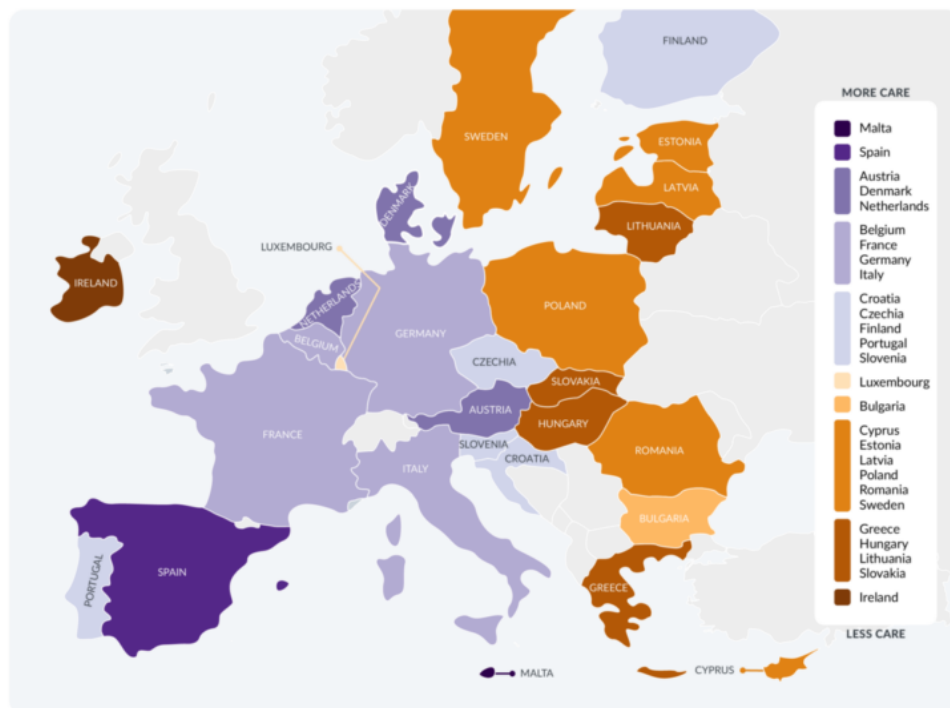 FINLAND
MORE CARE
SWEDEN
ESTONIA
LATVIA
LITHUANIA
DENMARK
LUXEMBOURG
IRELAND
NETHERLANDS
POLAND
GERMANY
BELGIUM
CZECHIA
SLOVAKIA
AUSTRIA
HUNGARY
FRANCE
SLOVENIA
CROATIA
ROMANIA
ITALY
BULGARIA
PORTUGAL
SPAIN
GREECE
MALTA
CYPRUS
Malta
Spain
Austria
Denmark
Netherlands
Belgium
France
Germany
Italy
Croatia
Czechia
Finland
Portugal
Slovenia
Luxembourg
Bulgaria
Cyprus
Estonia
Latvia
Poland
Romania
Sweden
Greece
Hungary
Lithuania
Slovakia
Ireland
LESS CARE